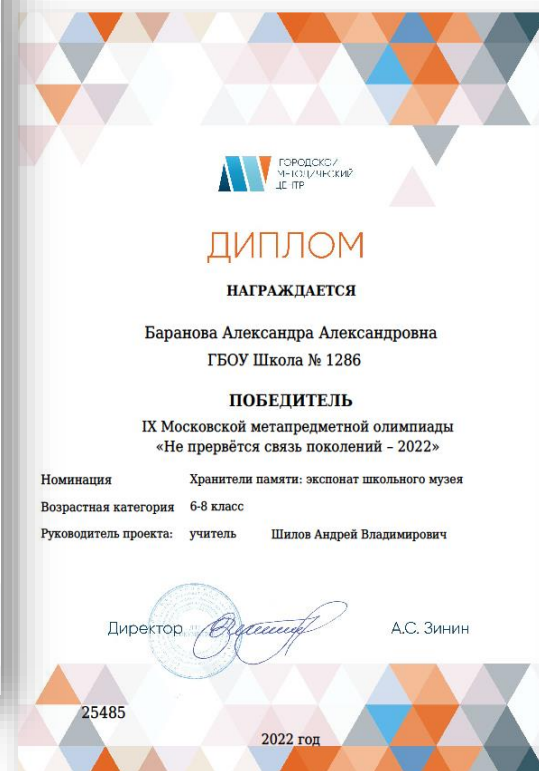 ГОРОДСКОЙ
МЕТОДИЧЕСКИЙ
ЦЕНТР
ДИПЛОМ
НАГРАЖДАЕТСЯ
Баранова Александра Александровна
ГБОУ Школа № 1286
ПОБЕДИТЕЛЬ
IX Московской метапредметной олимпиады
«Не прервётся связь поколений – 2022»
Номинация Хранители памяти: экспонат школьного музея
Возрастная категория 6-8 класс
Руководитель проекта: учитель Шилов Андрей Владимирович
Директор А.С. Зинин
25485
2022 год